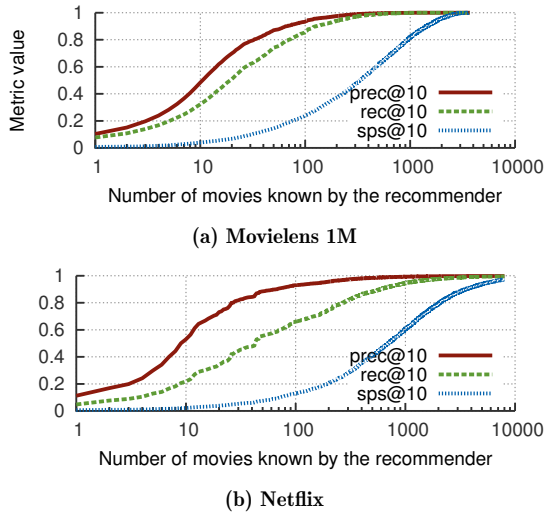 1
0.8
0.6
0.4
0.2
0
Metric value
prec@10
rec@10
sps@10
1 10 100 1000 10000
Number of movies known by the recommender
(a) Movielens 1M
1
0.8
0.6
0.4
0.2
0
prec@10
rec@10
sps@10
1 10 100 1000 10000
Number of movies known by the recommender
(b) Netflix